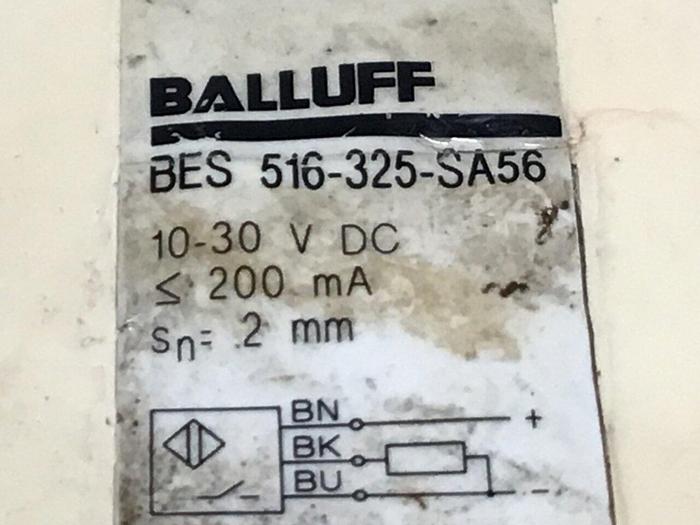 BALLUFF
BES 516-325-SA56
10-30 V DC
≤ 200 mA
sn= 2 mm
BN +
BK
BU -